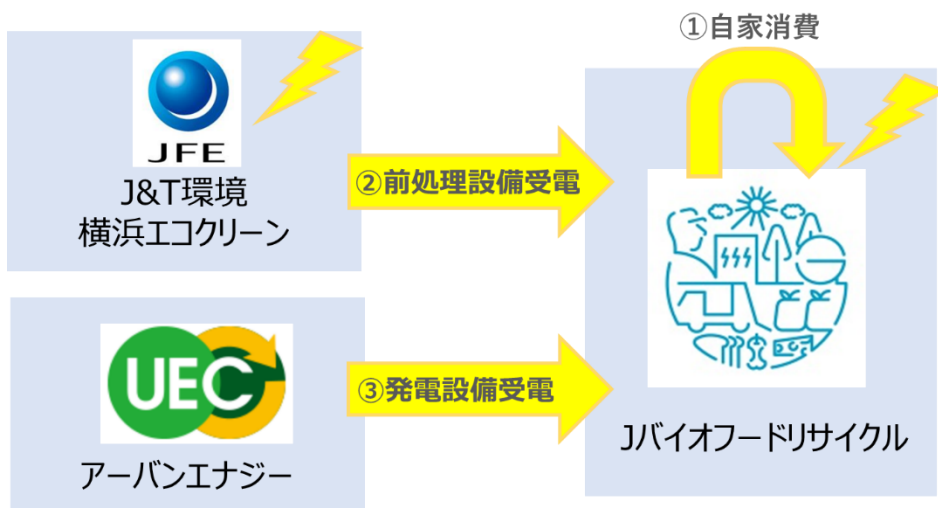 ①自家消費
JFE
J&T環境
横浜エコクリーン
②前処理設備受電
UEC
アーバンエナジー
③発電設備受電
Jバイオフードリサイクル